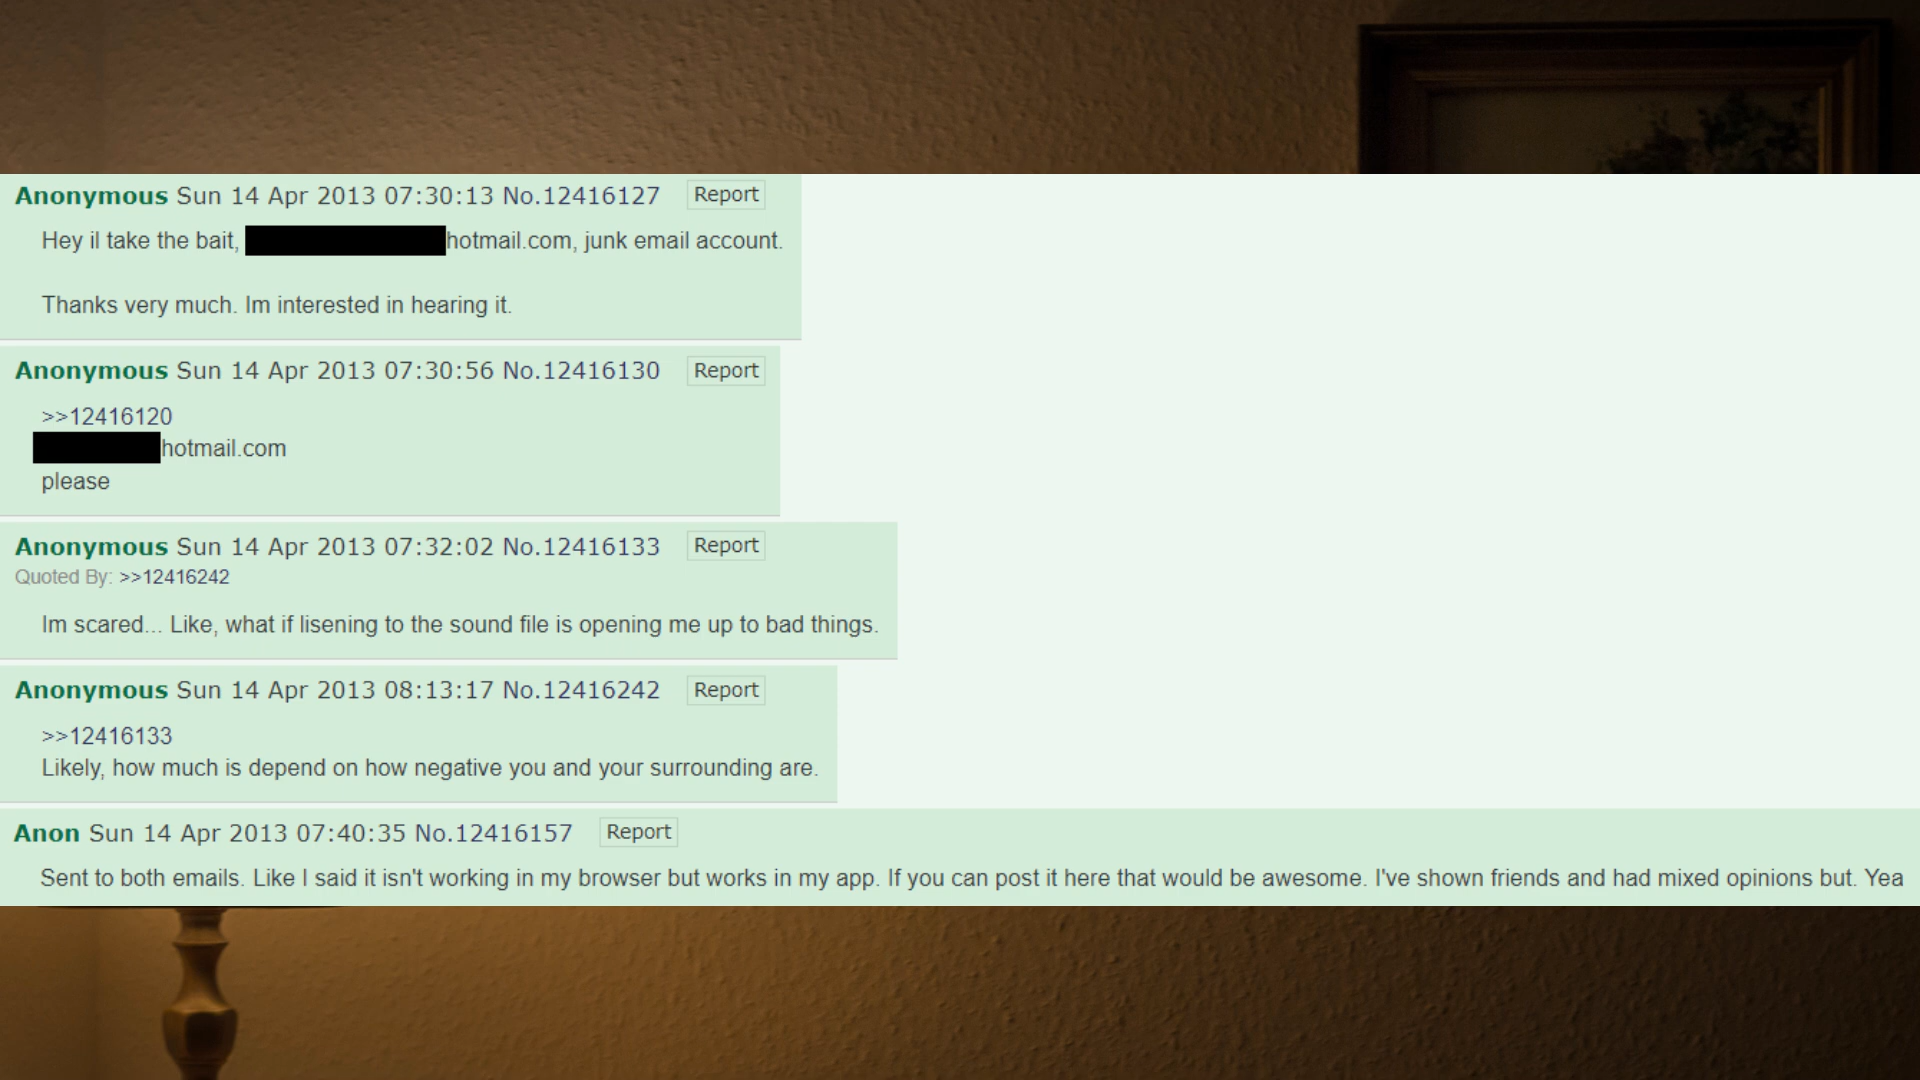 Anonymous Sun 14 Apr 2013 07:30:13 No.12416127 Report
Hey il take the bait, hotmail.com, junk email account.
Thanks very much. Im interested in hearing it.
Anonymous Sun 14 Apr 2013 07:30:56 No.12416130 Report
>>12416120
hotmail.com
please
Anonymous Sun 14 Apr 2013 07:32:02 No.12416133 Report
Quoted By: >>12416242
Im scared... Like, what if lisening to the sound file is opening me up to bad things.
Anonymous Sun 14 Apr 2013 08:13:17 No.12416242 Report
>>12416133
Likely, how much is depend on how negative you and your surrounding are.
Anon Sun 14 Apr 2013 07:40:35 No.12416157 Report
Sent to both emails. Like I said it isn't working in my browser but works in my app. If you can post it here that would be awesome. I've shown friends and had mixed opinions but. Yea